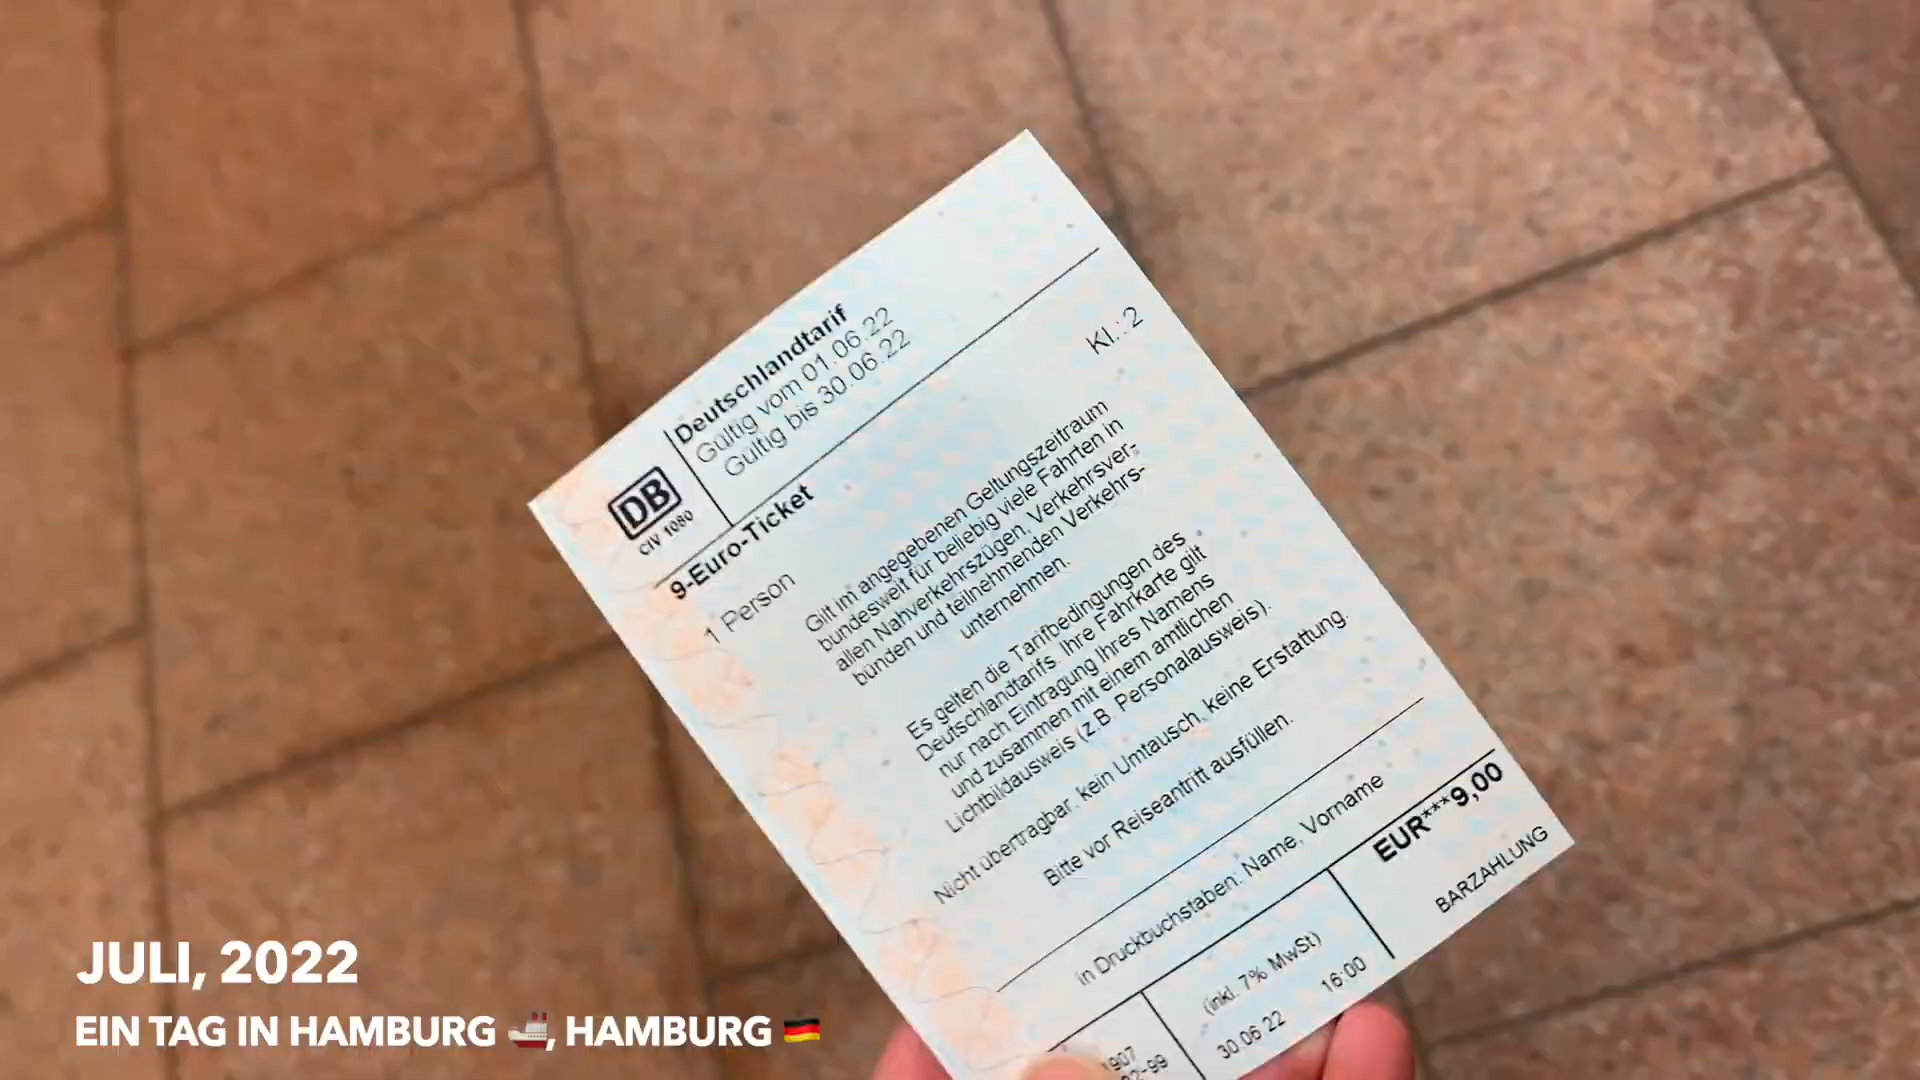 Deutschlandtarif
Gültig vom 01.06.22
Gültig bis 30.06.22
DB
CIV 1080
9-Euro-Ticket
Kl.: 2
1 Person
Gilt im angegebenen Geltungszeitraum
bundesweit für beliebig viele Fahrten in
allen Nahverkehrszügen, Verkehrsver-
bünden und teilnehmenden Verkehrs-
unternehmen.
Es gelten die Tarifbedingungen des
Deutschlandtarifs. Ihre Fahrkarte gilt
nur nach Eintragung Ihres Namens
und zusammen mit einem amtlichen
Lichtbildausweis (z.B. Personalausweis).
Nicht übertragbar, kein Umtausch, keine Erstattung.
Bitte vor Reiseantritt ausfüllen.
in Druckbuchstaben: Name, Vorname
EUR***9,00
BARZAHLUNG
(inkl. 7% MwSt)
30.06.22 16:00
907
2-99
JULI, 2022
EIN TAG IN HAMBURG 🚢, HAMBURG 🇩🇪